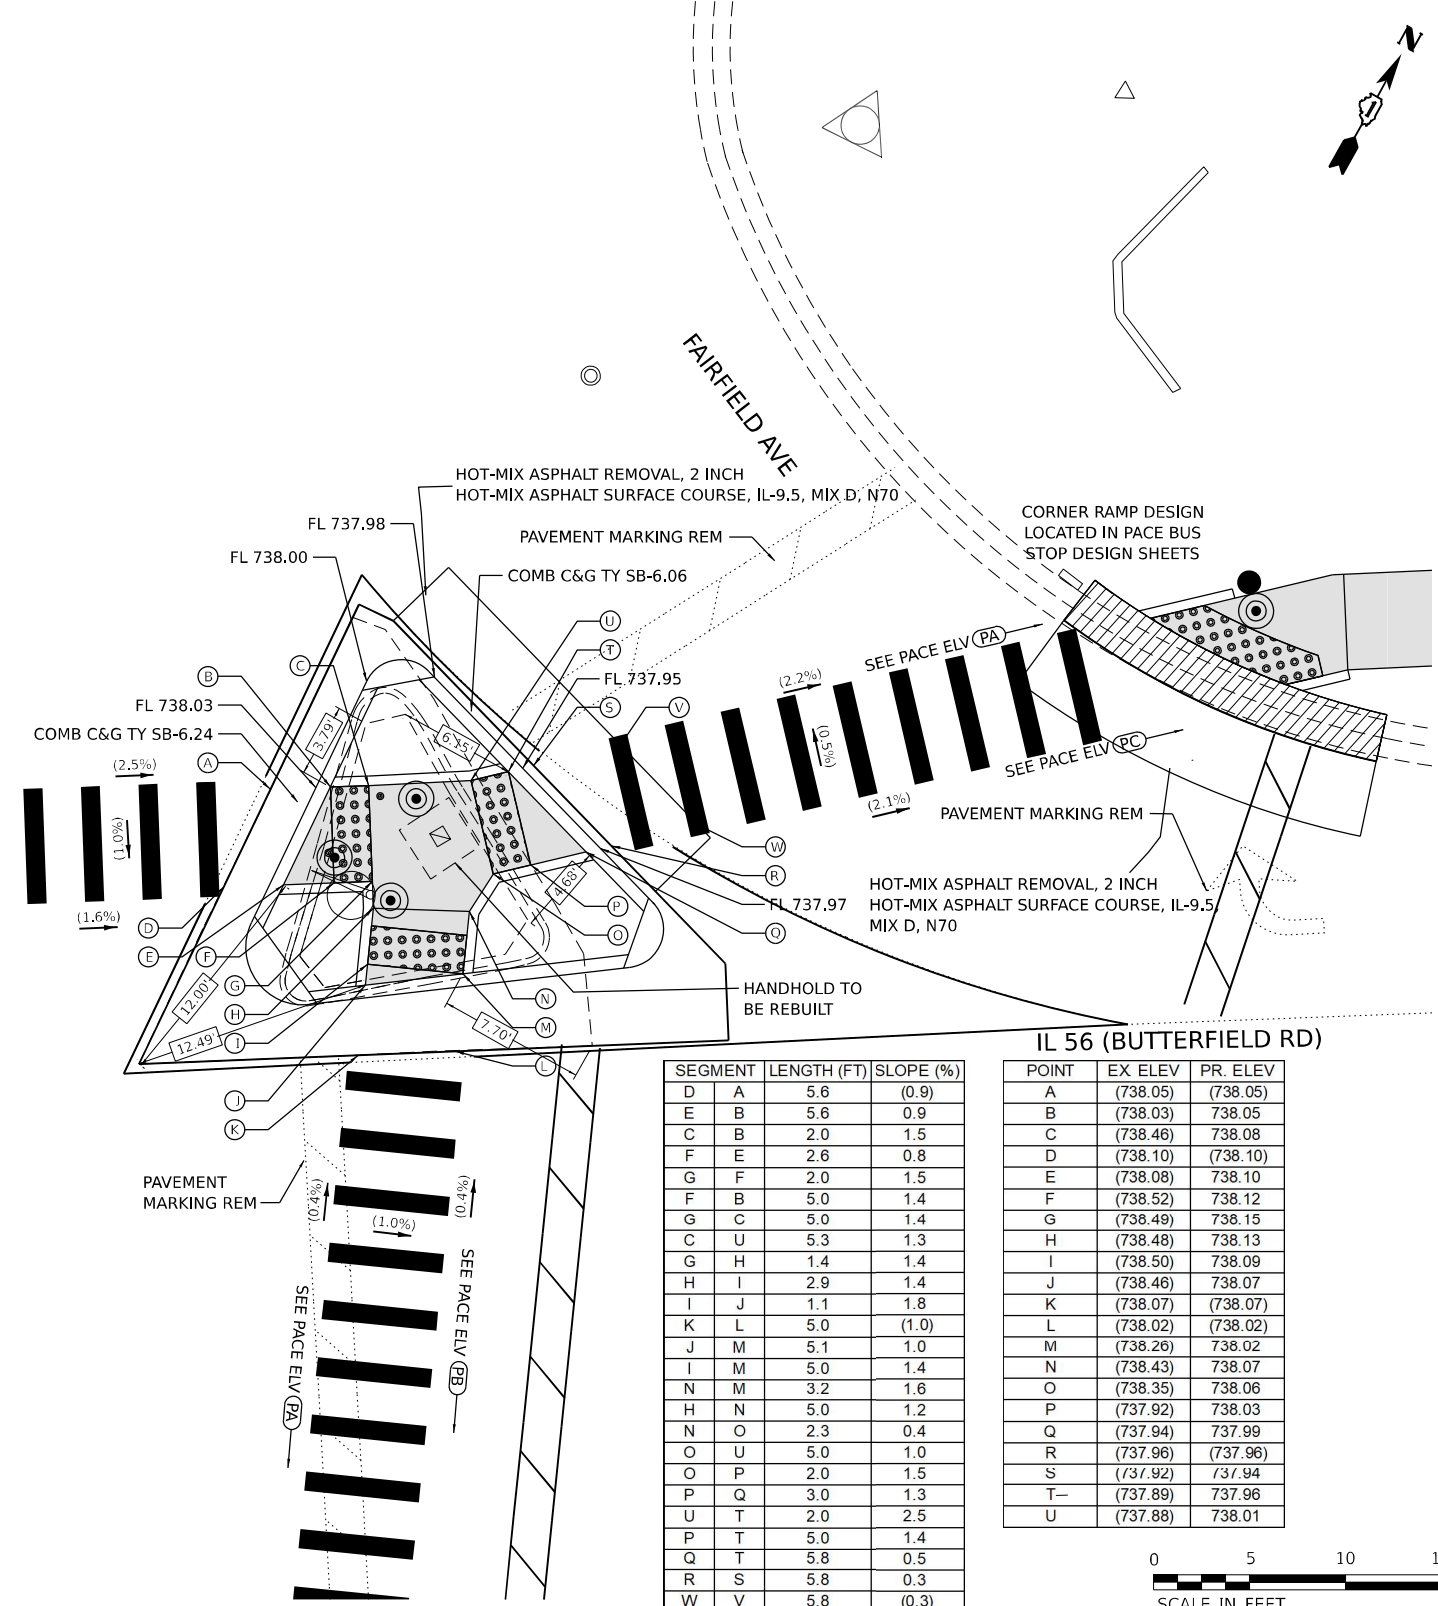 N
FAIRFIELD AVE
HOT-MIX ASPHALT REMOVAL, 2 INCH
HOT-MIX ASPHALT SURFACE COURSE, IL-9.5, MIX D, N70
FL 737.98
PAVEMENT MARKING REM
FL 738.00
COMB C&G TY SB-6.06
CORNER RAMP DESIGN
LOCATED IN PACE BUS
STOP DESIGN SHEETS
U
T
C
B
FL 737.95
S
V
FL 738.03
COMB C&G TY SB-6.24
A
3.79'
6.15'
SEE PACE ELV PA
(2.2%)
(0.5%)
SEE PACE ELV PC
(2.1%)
(2.5%)
(1.0%)
(1.6%)
PAVEMENT MARKING REM
W
R
4.68'
HOT-MIX ASPHALT REMOVAL, 2 INCH
HOT-MIX ASPHALT SURFACE COURSE, IL-9.5,
MIX D, N70
FL 737.97
P
Q
O
D
E
F
G
H
I
12.00'
12.49'
N
M
L
7.70'
HANDHOLD TO
BE REBUILT
IL 56 (BUTTERFIELD RD)
J
K
PAVEMENT
MARKING REM
(0.4%)
(0.4%)
(1.0%)
SEE PACE ELV PA
SEE PACE ELV PB
SEGMENT LENGTH (FT) SLOPE (%)
D A 5.6 (0.9)
E B 5.6 0.9
C B 2.0 1.5
F E 2.6 0.8
G F 2.0 1.5
F B 5.0 1.4
G C 5.0 1.4
C U 5.3 1.3
G H 1.4 1.4
H I 2.9 1.4
I J 1.1 1.8
K L 5.0 (1.0)
J M 5.1 1.0
I M 5.0 1.4
N M 3.2 1.6
H N 5.0 1.2
N O 2.3 0.4
O U 5.0 1.0
O P 2.0 1.5
P Q 3.0 1.3
U T 2.0 2.5
P T 5.0 1.4
Q T 5.8 0.5
R S 5.8 0.3
W V 5.8 (0.3)
POINT EX. ELEV PR. ELEV
A (738.05) (738.05)
B (738.03) 738.05
C (738.46) 738.08
D (738.10) (738.10)
E (738.08) 738.10
F (738.52) 738.12
G (738.49) 738.15
H (738.48) 738.13
I (738.50) 738.09
J (738.46) 738.07
K (738.07) (738.07)
L (738.02) (738.02)
M (738.26) 738.02
N (738.43) 738.07
O (738.35) 738.06
P (737.92) 738.03
Q (737.94) 737.99
R (737.96) (737.96)
S (737.92) 737.94
T (737.89) 737.96
U (737.88) 738.01
0 5 10
SCALE IN FEET